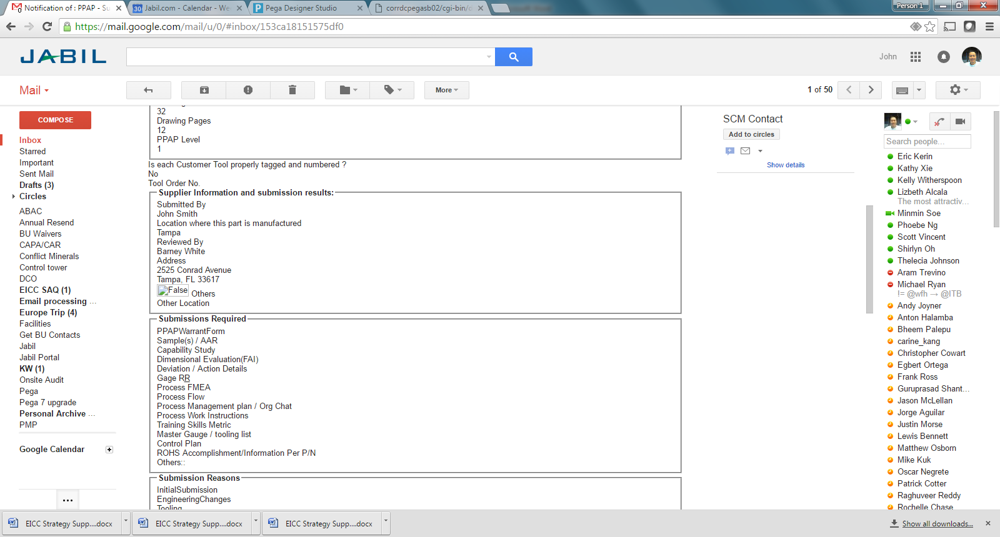 Notification of : PPAP - Su
Jabil.com - Calendar - We
Pega Designer Studio
corrdcpegasb02/cgi-bin/d
Person 1
https://mail.google.com/mail/u/0/#inbox/153ca18151575df0
JABIL
John
Mail
More
1 of 50
COMPOSE
Inbox
Starred
Important
Sent Mail
Drafts (3)
Circles
ABAC
Annual Resend
BU Waivers
CAPA/CAR
Conflict Minerals
Control tower
DCO
EICC SAQ (1)
Email processing ...
Europe Trip (4)
Facilities
Get BU Contacts
Jabil
Jabil Portal
KW (1)
Onsite Audit
Pega
Pega 7 upgrade
Personal Archive ...
PMP
Google Calendar
32
Drawing Pages
12
PPAP Level
1
Is each Customer Tool properly tagged and numbered ?
No
Tool Order No.
Supplier Information and submission results:
Submitted By
John Smith
Location where this part is manufactured
Tampa
Reviewed By
Barney White
Address
2525 Conrad Avenue
Tampa, FL 33617
False Others
Other Location
Submissions Required
PPAPWarrantForm
Sample(s) / AAR
Capability Study
Dimensional Evaluation(FAI)
Deviation / Action Details
Gage RR
Process FMEA
Process Flow
Process Management plan / Org Chat
Process Work Instructions
Training Skills Metric
Master Gauge / tooling list
Control Plan
ROHS Accomplishment/Information Per P/N
Others::
Submission Reasons
InitialSubmission
EngineeringChanges
Tooling
SCM Contact
Add to circles
Show details
Search people...
Eric Kerin
Kathy Xie
Kelly Witherspoon
Lizbeth Alcala
The most attractiv...
Minmin Soe
Phoebe Ng
Scott Vincent
Shirlyn Oh
Thelecia Johnson
Aram Trevino
Michael Ryan
!= @wfh → @ITB
Andy Joyner
Anton Halamba
Bheem Palepu
carine_kang
Christopher Cowart
Egbert Ortega
Frank Ross
Guruprasad Shant...
Jason McLellan
Jorge Aguilar
Justin Morse
Lewis Bennett
Matthew Osborn
Mike Kuk
Oscar Negrete
Patrick Cotter
Raghuveer Reddy
Rochelle Chase
EICC Strategy Supp....docx
EICC Strategy Supp....docx
EICC Strategy Supp....docx
Show all downloads...